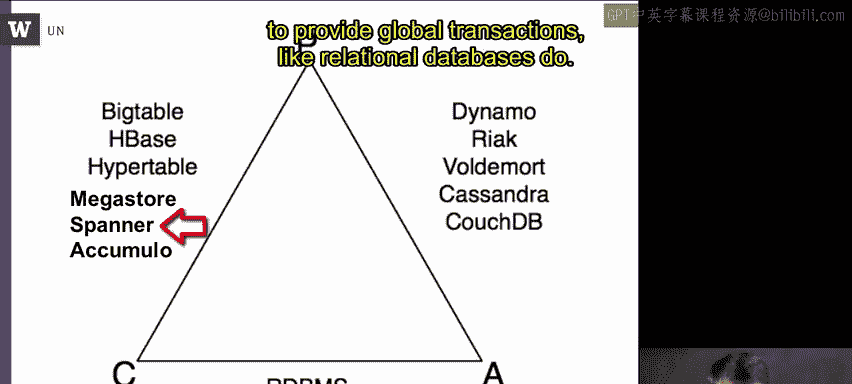 W UN
GPT中英字幕课程资源@bilibili.com
to provide global transactions,
like relational databases do.
P
Bigtable
HBase
Hypertable
Megastore
Spanner
Accumulo
Dynamo
Riak
Voldemort
Cassandra
CouchDB
C
A
RDBMS